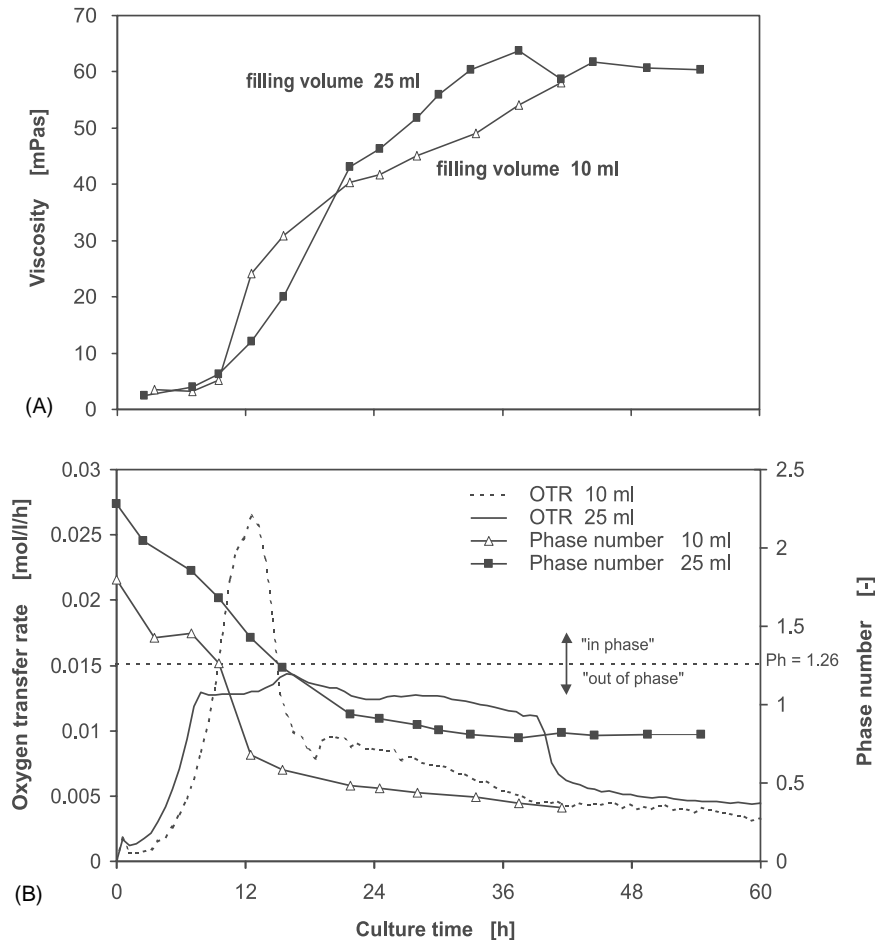 70
60
50
40
30
20
10
0
Viscosity [mPas]
filling volume 25 ml
filling volume 10 ml
(A)
0.03
0.025
0.02
0.015
0.01
0.005
0
Oxygen transfer rate [mol/l/h]
OTR 10 ml
OTR 25 ml
Phase number 10 ml
Phase number 25 ml
"in phase"
Ph = 1.26
"out of phase"
2.5
2
1.5
1
0.5
0
Phase number [-]
0 12 24 36 48 60
(B)
Culture time [h]